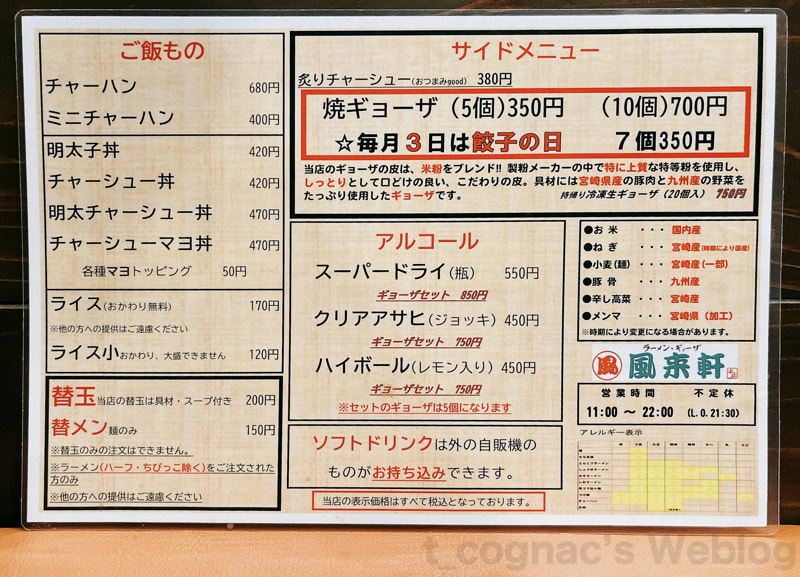 ご飯もの
チャーハン 680円
ミニチャーハン 400円
明太子丼 420円
チャーシュー丼 420円
明太チャーシュー丼 470円
チャーシューマヨ丼 470円
各種マヨトッピング 50円
ライス(おかわり無料) 170円
※他の方への提供はご遠慮ください
ライス小おかわり、大盛できません 120円
替玉当店の替玉は具材・スープ付き 200円
替メン麺のみ 150円
※替玉のみの注文はできません。
※ラーメン(ハーフ・ちびっこ除く)をご注文された
方のみ
※他の方への提供はご遠慮ください
サイドメニュー
炙りチャーシュー(おつまみgood) 380円
焼ギョーザ (5個)350円 (10個)700円
☆毎月3日は餃子の日 7個350円
当店のギョーザの皮は、米粉をブレンド!! 製粉メーカーの中で特に上質な特等粉を使用し、
しっとりとして口どけの良い、こだわりの皮。具材には宮崎県産の豚肉と九州産の野菜を
たっぷり使用したギョーザです。 持帰り冷凍生ギョーザ(20個入) 750円
アルコール
スーパードライ(瓶) 550円
ギョーザセット 850円
クリアアサヒ(ジョッキ) 450円
ギョーザセット 750円
ハイボール(レモン入り) 450円
ギョーザセット 750円
※セットのギョーザは5個になります
ソフトドリンクは外の自販機の
ものがお持ち込みできます。
当店の表示価格はすべて税込となっております。
●お米 ・・・ 国内産
●ねぎ ・・・ 宮崎産(時期により国産)
●小麦(麺) ・・・ 宮崎産(一部)
●豚骨 ・・・ 九州産
●辛し高菜 ・・・ 宮崎産
●メンマ ・・・ 宮崎県(加工)
※時期により変更になる場合があります。
ラーメン・ギョーザ
風 風来軒
営業時間 不定休
11:00 ～ 22:00 (L.O.21:30)
アレルギー表示
t_cognac's Weblog